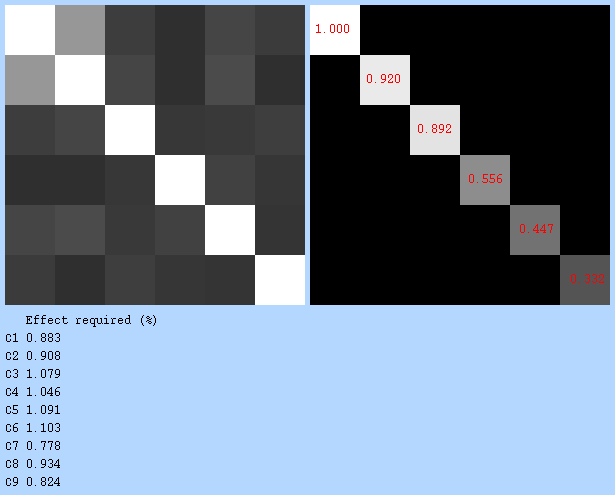 1.000
0.920
0.892
0.556
0.447
Effect required (%)
c1 0.883
c2 0.908
c3 1.079
c4 1.046
c5 1.091
c6 1.103
c7 0.778
c8 0.934
c9 0.824